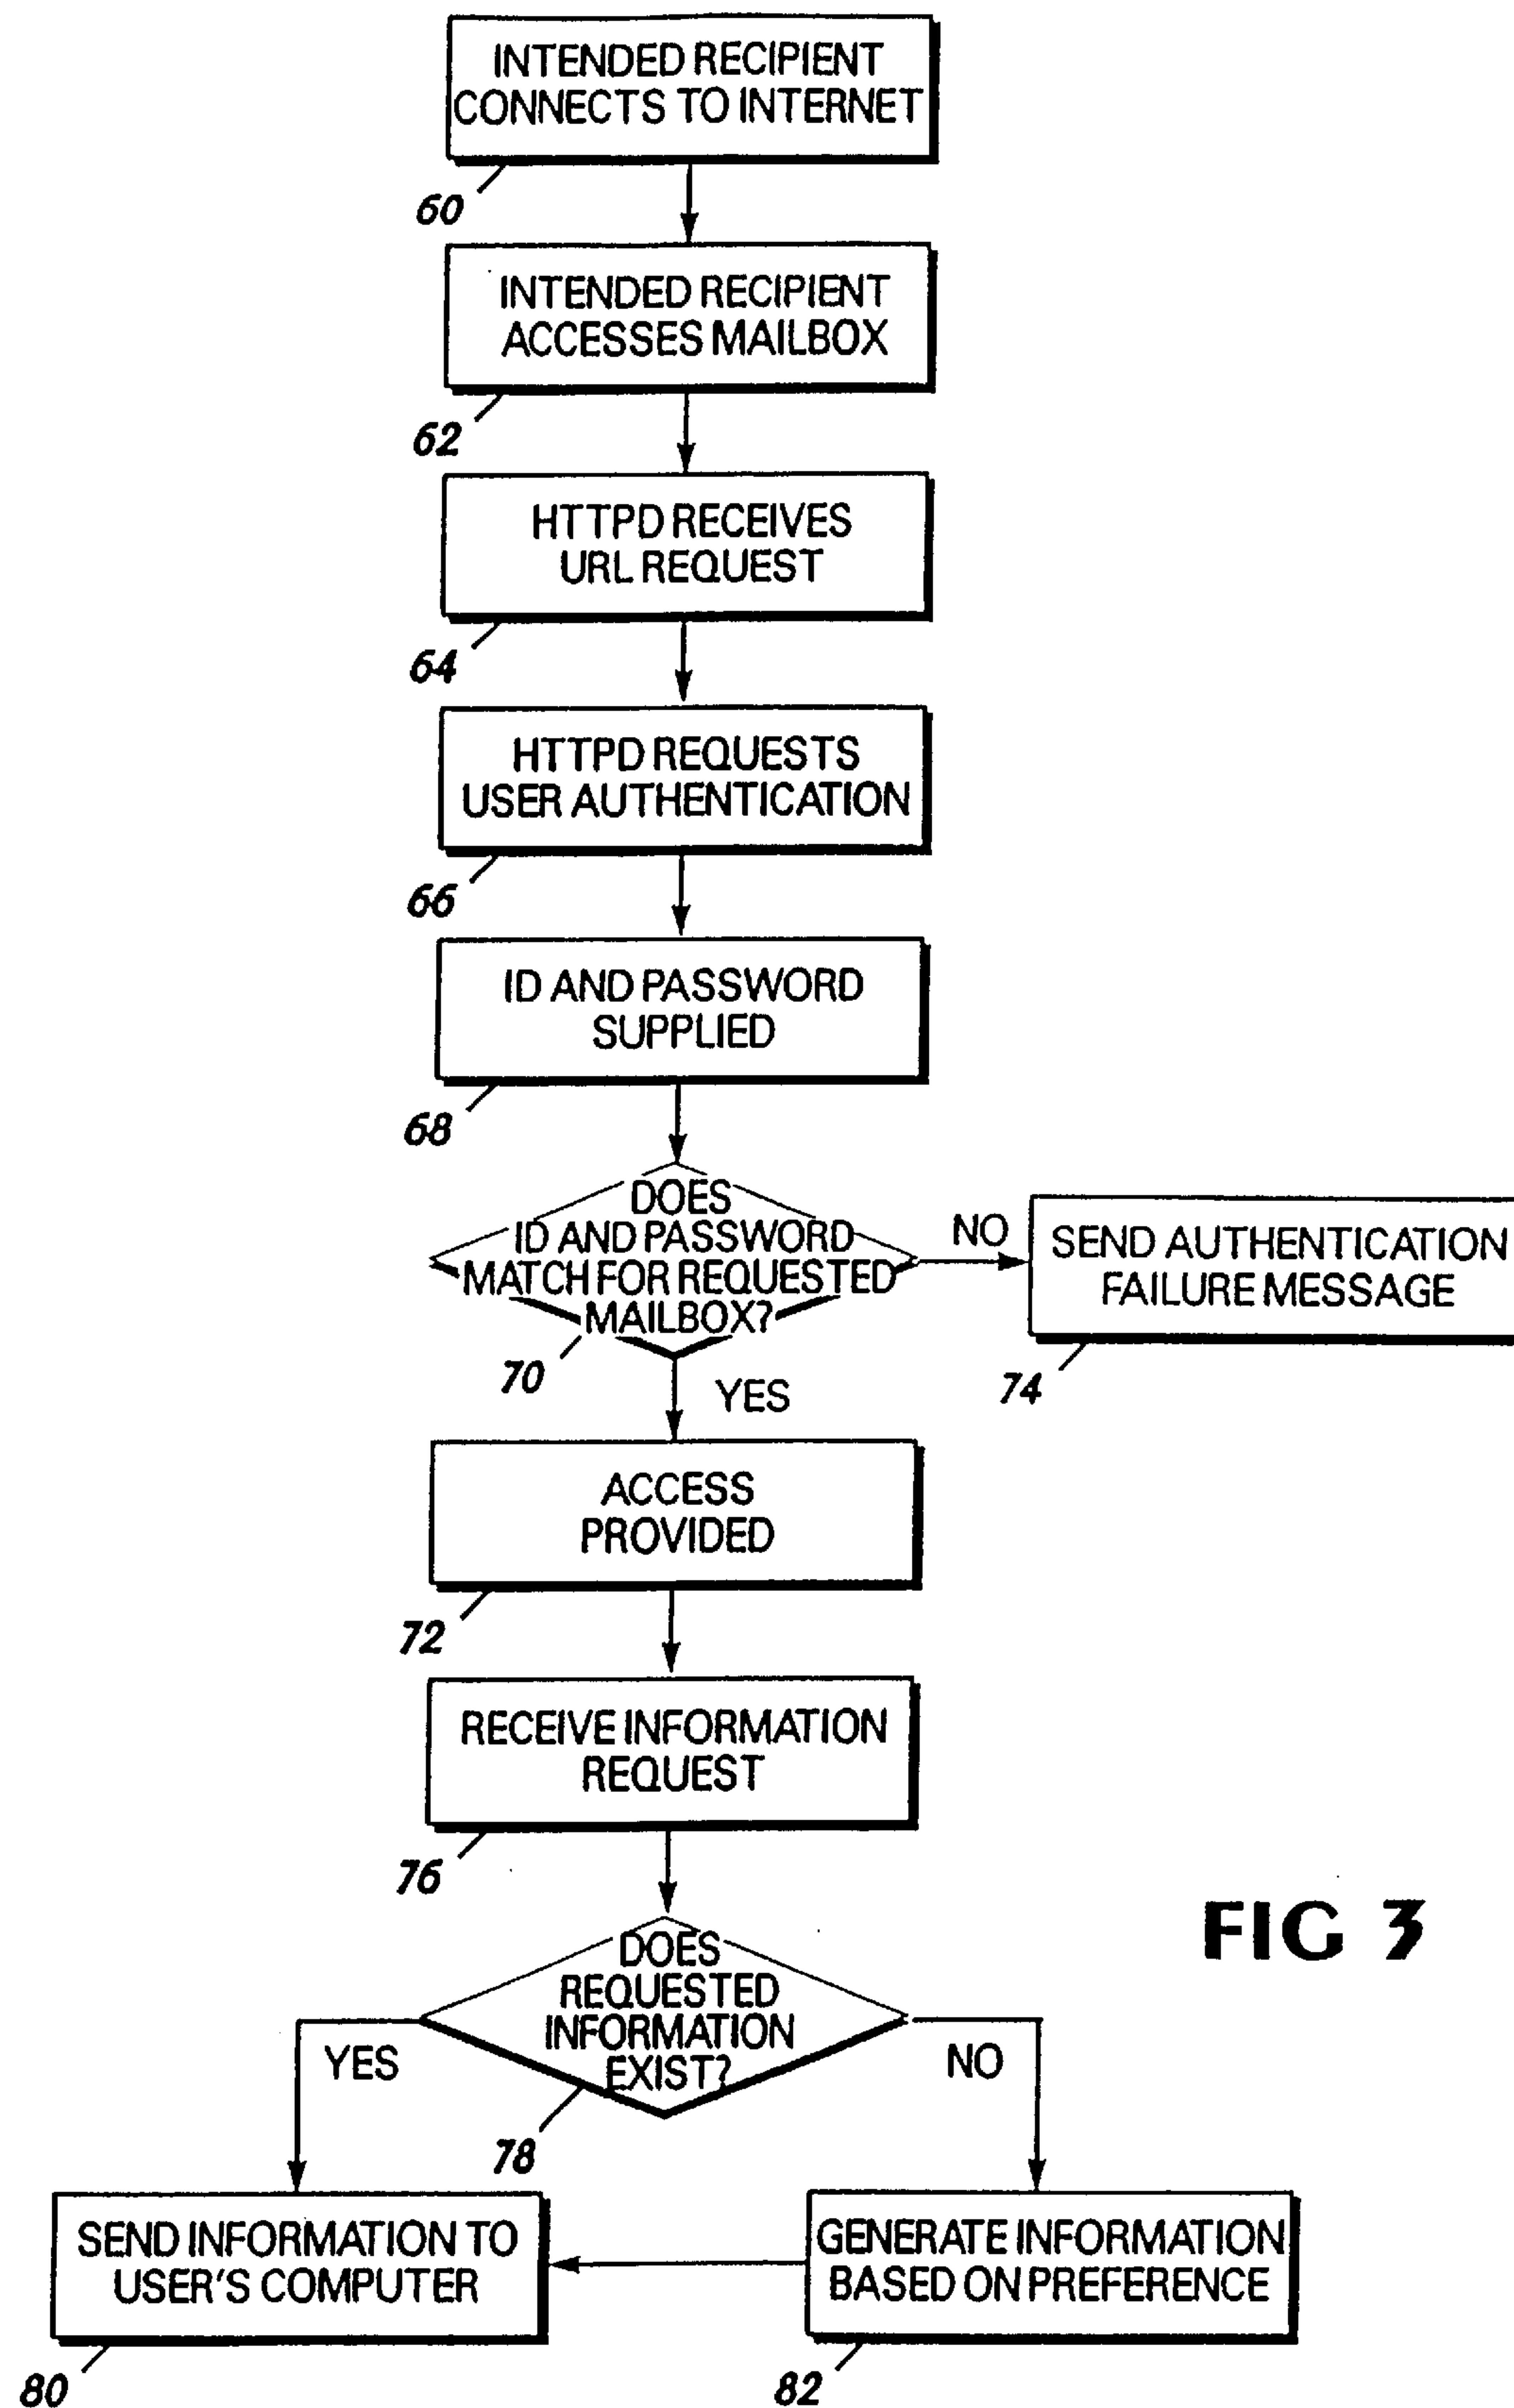 INTENDED RECIPIENT
CONNECTS TO INTERNET
60
INTENDED RECIPIENT
ACCESSES MAILBOX
62
HTTPD RECEIVES
URL REQUEST
64
HTTPD REQUESTS
USER AUTHENTICATION
66
ID AND PASSWORD
SUPPLIED
68
DOES
ID AND PASSWORD
MATCH FOR REQUESTED
MAILBOX?
70
NO
SEND AUTHENTICATION
FAILURE MESSAGE
74
YES
ACCESS
PROVIDED
72
RECEIVE INFORMATION
REQUEST
76
DOES
REQUESTED
INFORMATION
EXIST?
78
YES
NO
SEND INFORMATION TO
USER'S COMPUTER
80
GENERATE INFORMATION
BASED ON PREFERENCE
82
FIG 3